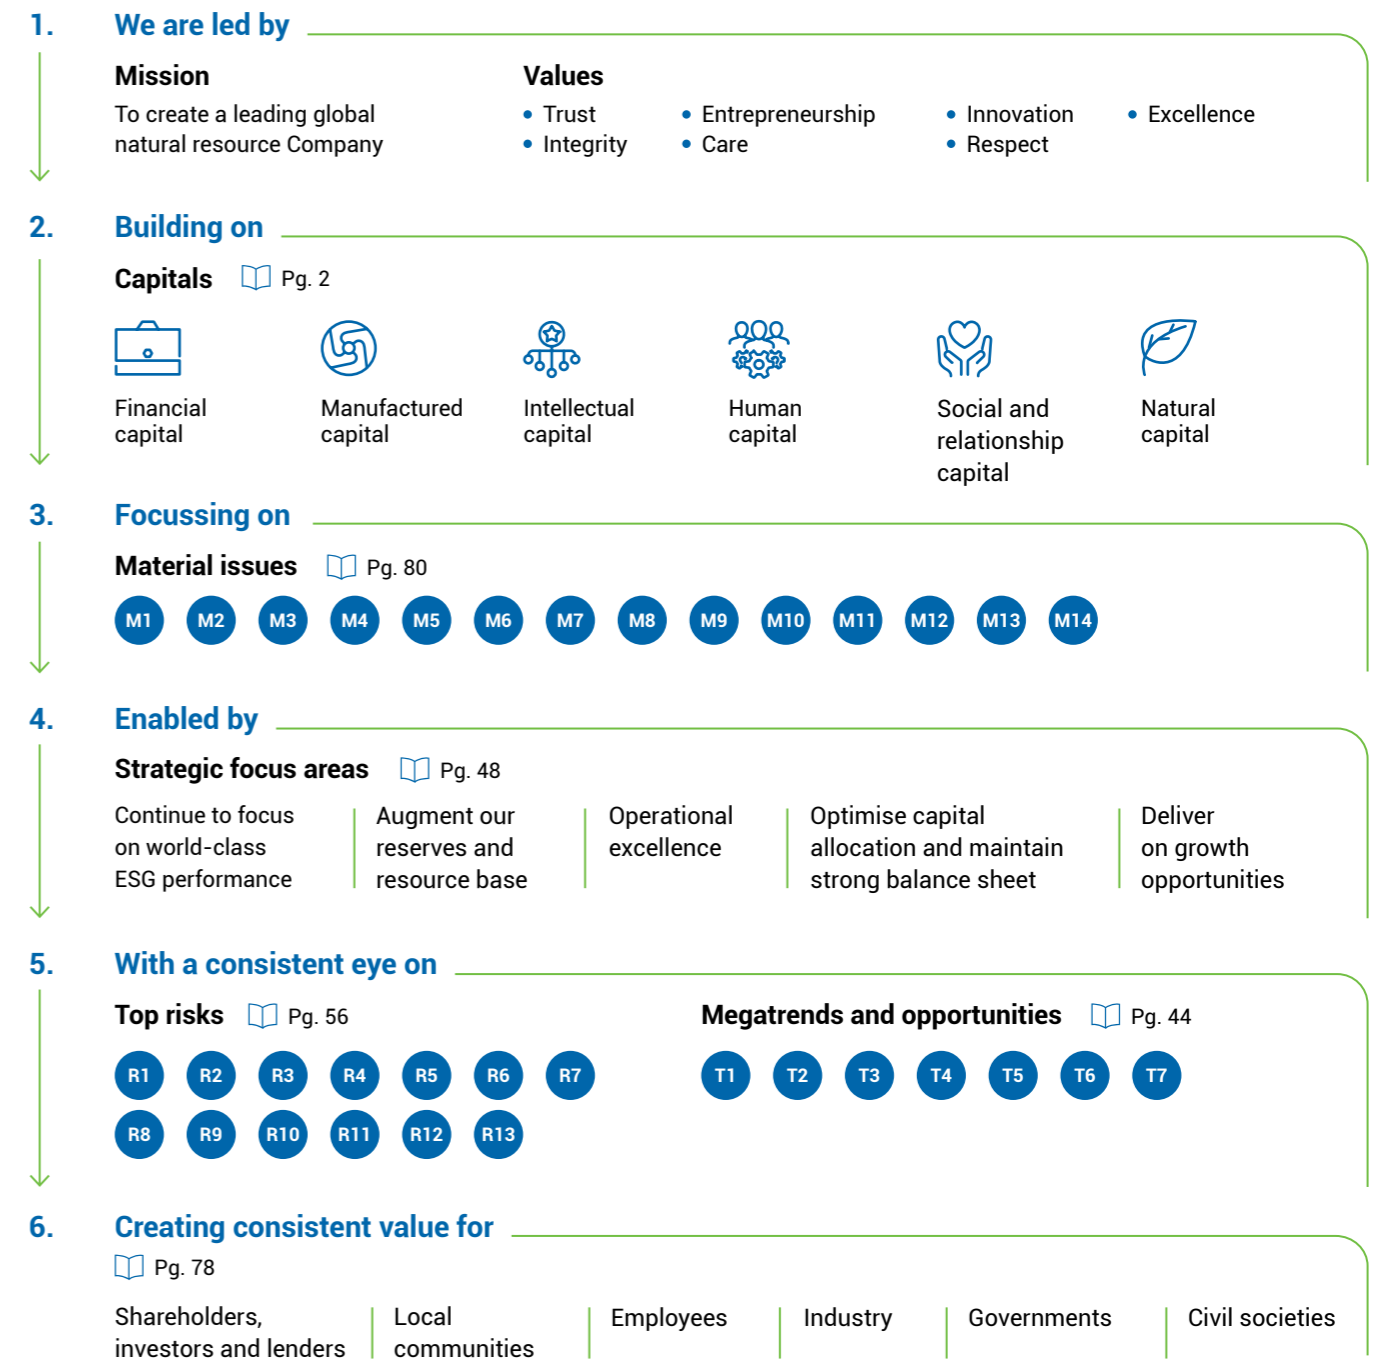 1. We are led by
Mission
To create a leading global
natural resource Company
Values
• Trust
• Integrity
• Entrepreneurship
• Care
• Innovation
• Respect
• Excellence
2. Building on
Capitals Pg. 2
Financial
capital
Manufactured
capital
Intellectual
capital
Human
capital
Social and
relationship
capital
Natural
capital
3. Focussing on
Material issues Pg. 80
M1 M2 M3 M4 M5 M6 M7 M8 M9 M10 M11 M12 M13 M14
4. Enabled by
Strategic focus areas Pg. 48
Continue to focus
on world-class
ESG performance
Augment our
reserves and
resource base
Operational
excellence
Optimise capital
allocation and maintain
strong balance sheet
Deliver
on growth
opportunities
5. With a consistent eye on
Top risks Pg. 56
R1 R2 R3 R4 R5 R6 R7
R8 R9 R10 R11 R12 R13
Megatrends and opportunities Pg. 44
T1 T2 T3 T4 T5 T6 T7
6. Creating consistent value for
Pg. 78
Shareholders,
investors and lenders
Local
communities
Employees
Industry
Governments
Civil societies